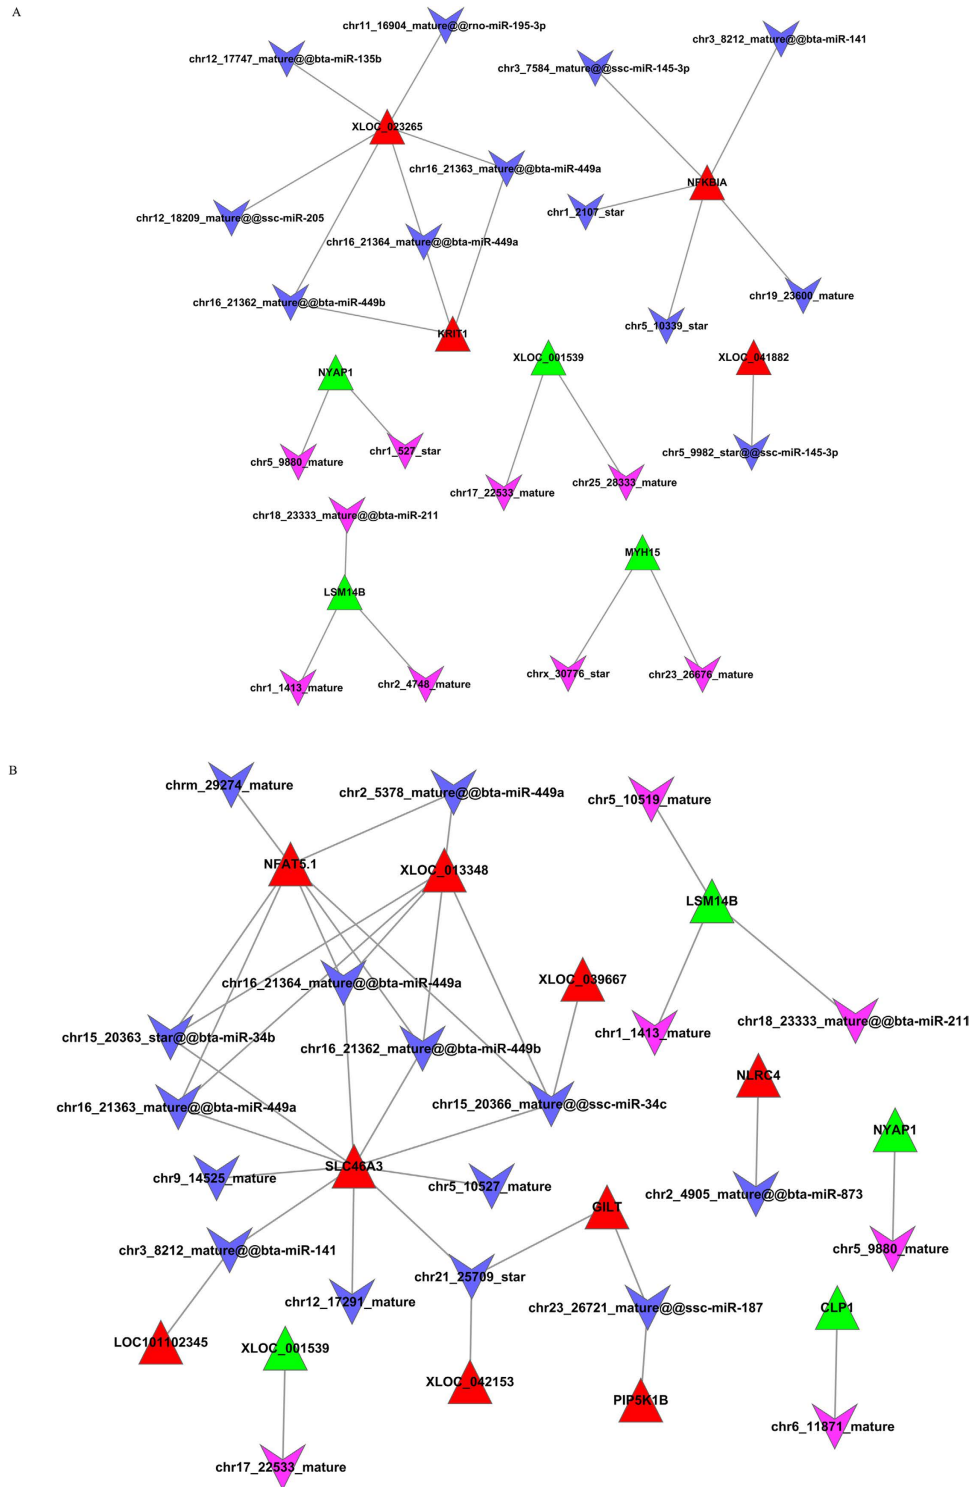 A
chr11_16904_mature@@rno-miR-195-3p
chr3_8212_mature@@bta-miR-141
chr12_17747_mature@@bta-miR-135b
chr3_7584_mature@@ssc-miR-145-3p
XLOC_023265
chr16_21363_mature@@bta-miR-449a
NFKBIA
chr12_18209_mature@@ssc-miR-205
chr1_2107_star
chr16_21364_mature@@bta-miR-449a
chr16_21362_mature@@bta-miR-449b
chr19_23600_mature
chr5_10339_star
KRIT1
XLOC_001539
XLOC_041882
NYAP1
chr1_527_star
chr5_9982_star@@ssc-miR-145-3p
chr5_9880_mature
chr25_28333_mature
chr17_22533_mature
chr18_23333_mature@@bta-miR-211
MYH15
LSM14B
chrx_30776_star
chr23_26676_mature
chr1_1413_mature
chr2_4748_mature
B
chrm_29274_mature
chr2_5378_mature@@bta-miR-449a
chr5_10519_mature
NFAT5.1
XLOC_013348
LSM14B
XLOC_039667
chr16_21364_mature@@bta-miR-449a
chr18_23333_mature@@bta-miR-211
chr1_1413_mature
chr15_20363_star@@bta-miR-34b
chr16_21362_mature@@bta-miR-449b
NLRC4
chr15_20366_mature@@ssc-miR-34c
chr16_21363_mature@@bta-miR-449a
NYAP1
SLC46A3
chr9_14525_mature
chr5_10527_mature
chr2_4905_mature@@bta-miR-873
GILT
chr3_8212_mature@@bta-miR-141
chr5_9880_mature
chr21_25709_star
chr12_17291_mature
chr23_26721_mature@@ssc-miR-187
CLP1
LOC101102345
XLOC_001539
XLOC_042153
PIP5K1B
chr6_11871_mature
chr17_22533_mature